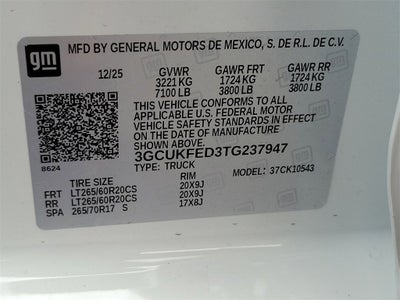 gm
MFD BY GENERAL MOTORS DE MEXICO, S. DE R.L. DE C.V.
12/25 GVWR GAWR FRT GAWR RR
3221 KG 1724 KG 1724 KG
7100 LB 3800 LB 3800 LB
THIS VEHICLE CONFORMS TO ALL
APPLICABLE U.S. FEDERAL MOTOR
VEHICLE SAFETY STANDARDS IN EFFECT
ON THE DATE OF MANUFACTURE
SHOWN ABOVE.
8624 3GCUKFED3TG237947
TYPE: TRUCK 37CK10543
TIRE SIZE RIM
FRT LT265/60R20CS 20X9J
RR LT265/60R20CS 20X9J
SPA 265/70R17 S 17X8J